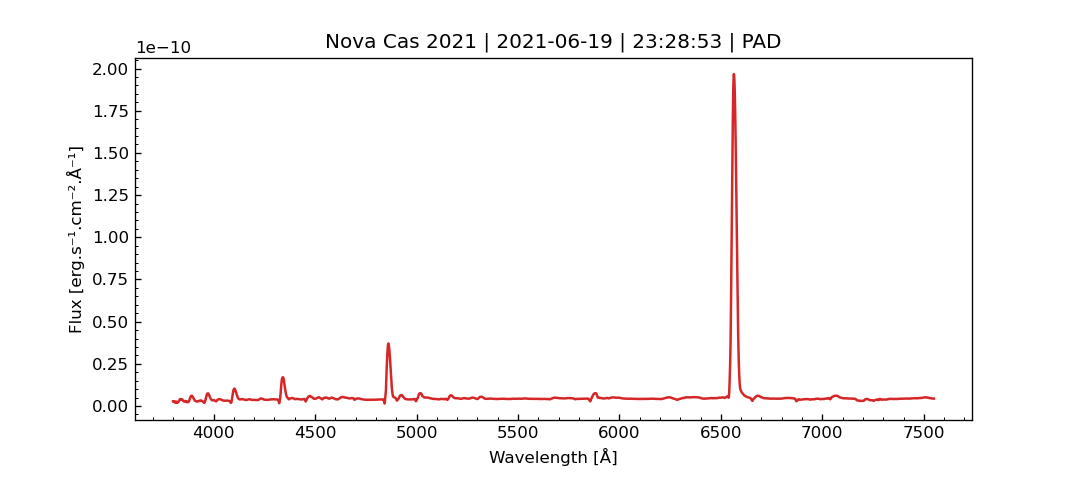 Nova Cas 2021 | 2021-06-19 | 23:28:53 | PAD
1e−10
2.00
1.75
1.50
1.25
1.00
0.75
0.50
0.25
0.00
Flux [erg.s⁻¹.cm⁻².Å⁻¹]
4000 4500 5000 5500 6000 6500 7000 7500
Wavelength [Å]